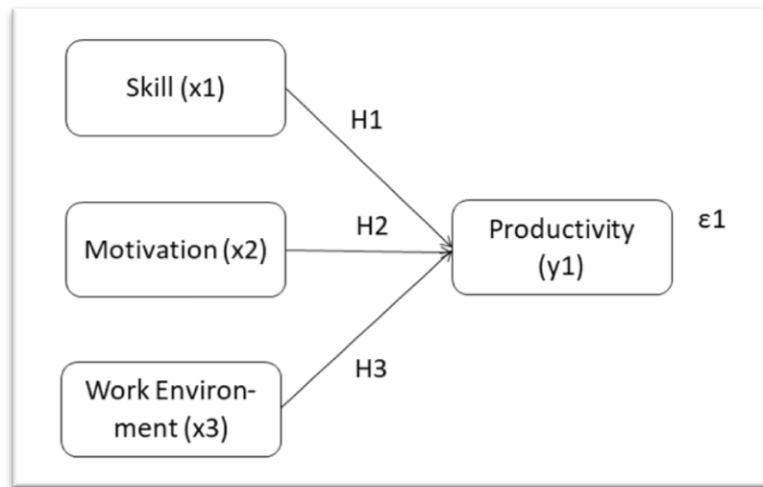 Skill (x1)
H1
Motivation (x2)
H2
Productivity
(y1)
ε1
H3
Work Environ-
ment (x3)